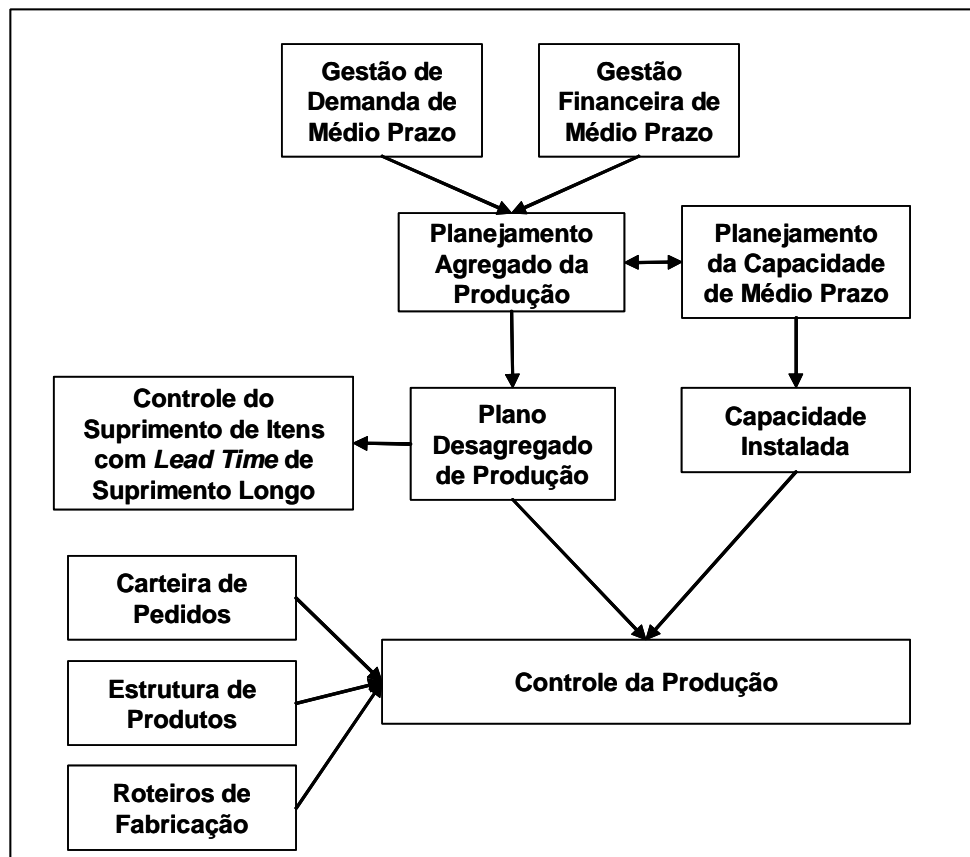 Gestão de
Demanda de
Médio Prazo
Gestão
Financeira de
Médio Prazo
Planejamento
Agregado da
Produção
Planejamento
da Capacidade
de Médio Prazo
Controle do
Suprimento de Itens
com Lead Time de
Suprimento Longo
Plano
Desagregado
de Produção
Capacidade
Instalada
Carteira de
Pedidos
Estrutura de
Produtos
Controle da Produção
Roteiros de
Fabricação